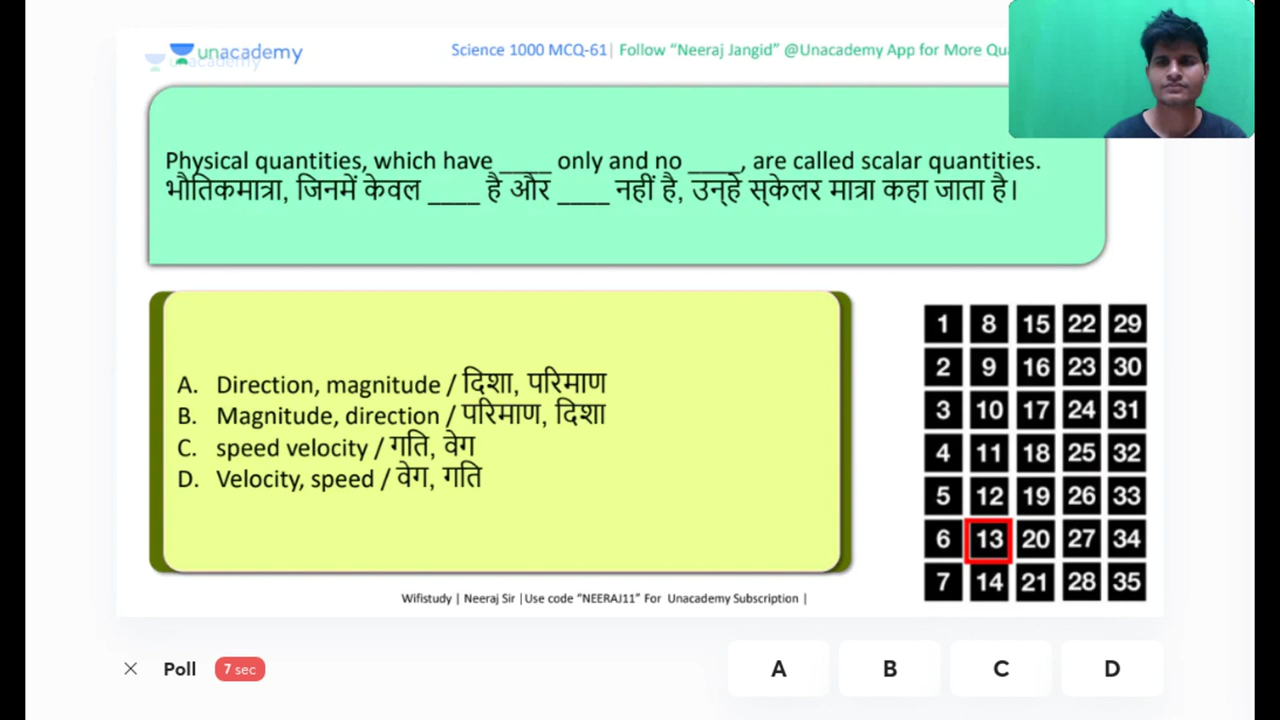 unacademy
unacademy
Science 1000 MCQ-61| Follow “Neeraj Jangid” @Unacademy App for More
Physical quantities, which have ____ only and no ____, are called scalar quantities.
भौतिकमात्रा, जिनमें केवल ____ है और ____ नहीं है, उन्हे स्केलर मात्रा कहा जाता है।
A. Direction, magnitude / दिशा, परिमाण
B. Magnitude, direction / परिमाण, दिशा
C. speed velocity / गति, वेग
D. Velocity, speed / वेग, गति
1 8 15 22 29
2 9 16 23 30
3 10 17 24 31
4 11 18 25 32
5 12 19 26 33
6 13 20 27 34
7 14 21 28 35
Wifistudy | Neeraj Sir |Use code “NEERAJ11” For Unacademy Subscription |
Poll 7 sec A B C D